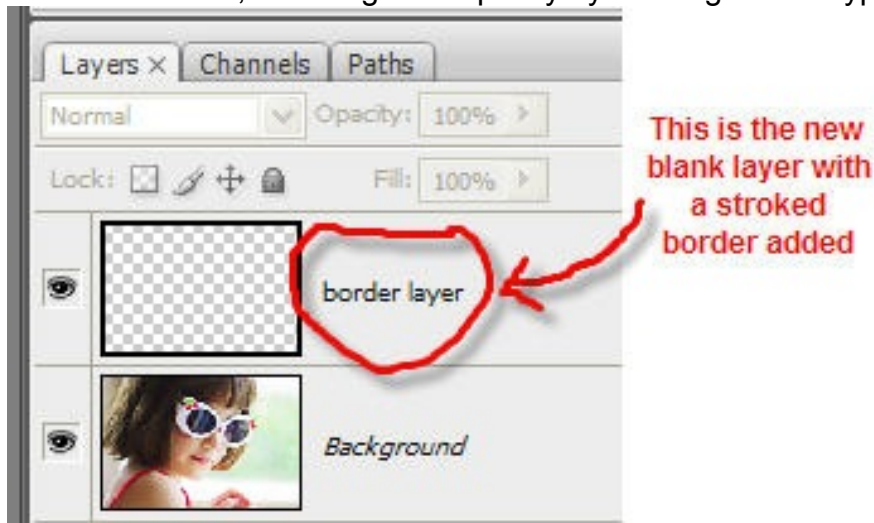 Layers × Channels Paths
Normal Opacity: 100%
Lock: Fill: 100%
border layer
Background
This is the new
blank layer with
a stroked
border added